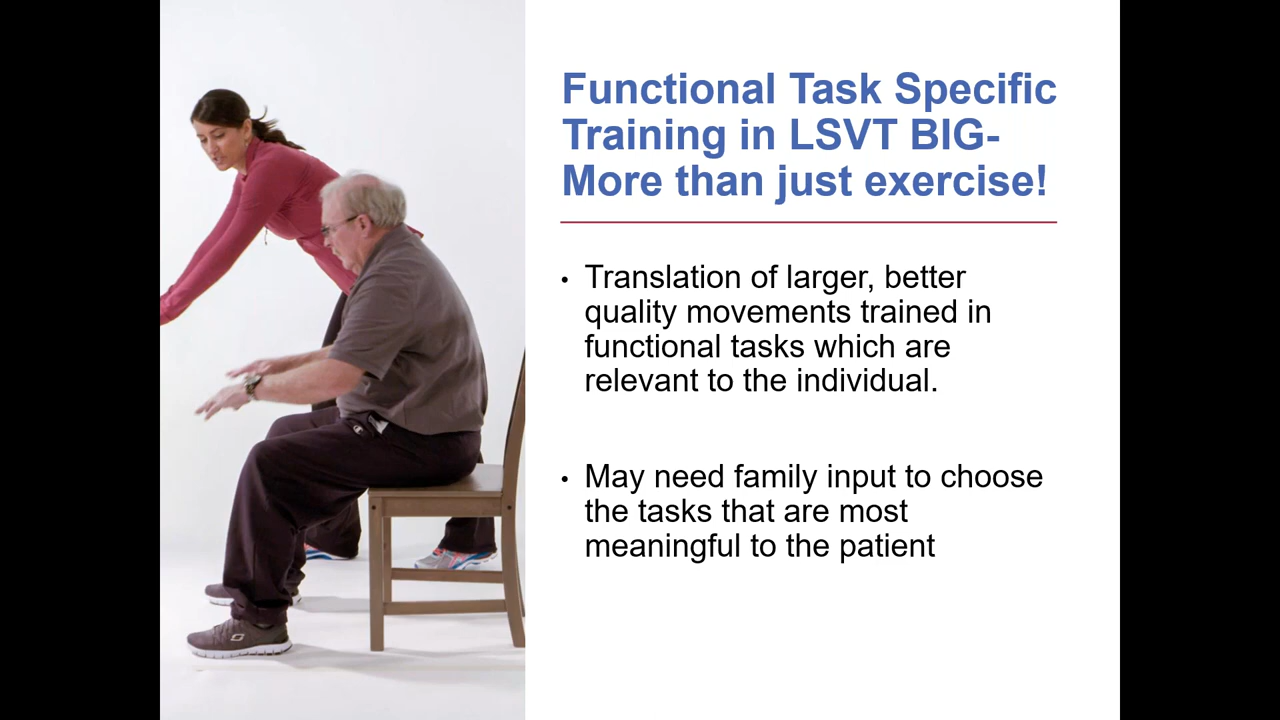 Functional Task Specific
Training in LSVT BIG-
More than just exercise!
• Translation of larger, better
quality movements trained in
functional tasks which are
relevant to the individual.
• May need family input to choose
the tasks that are most
meaningful to the patient